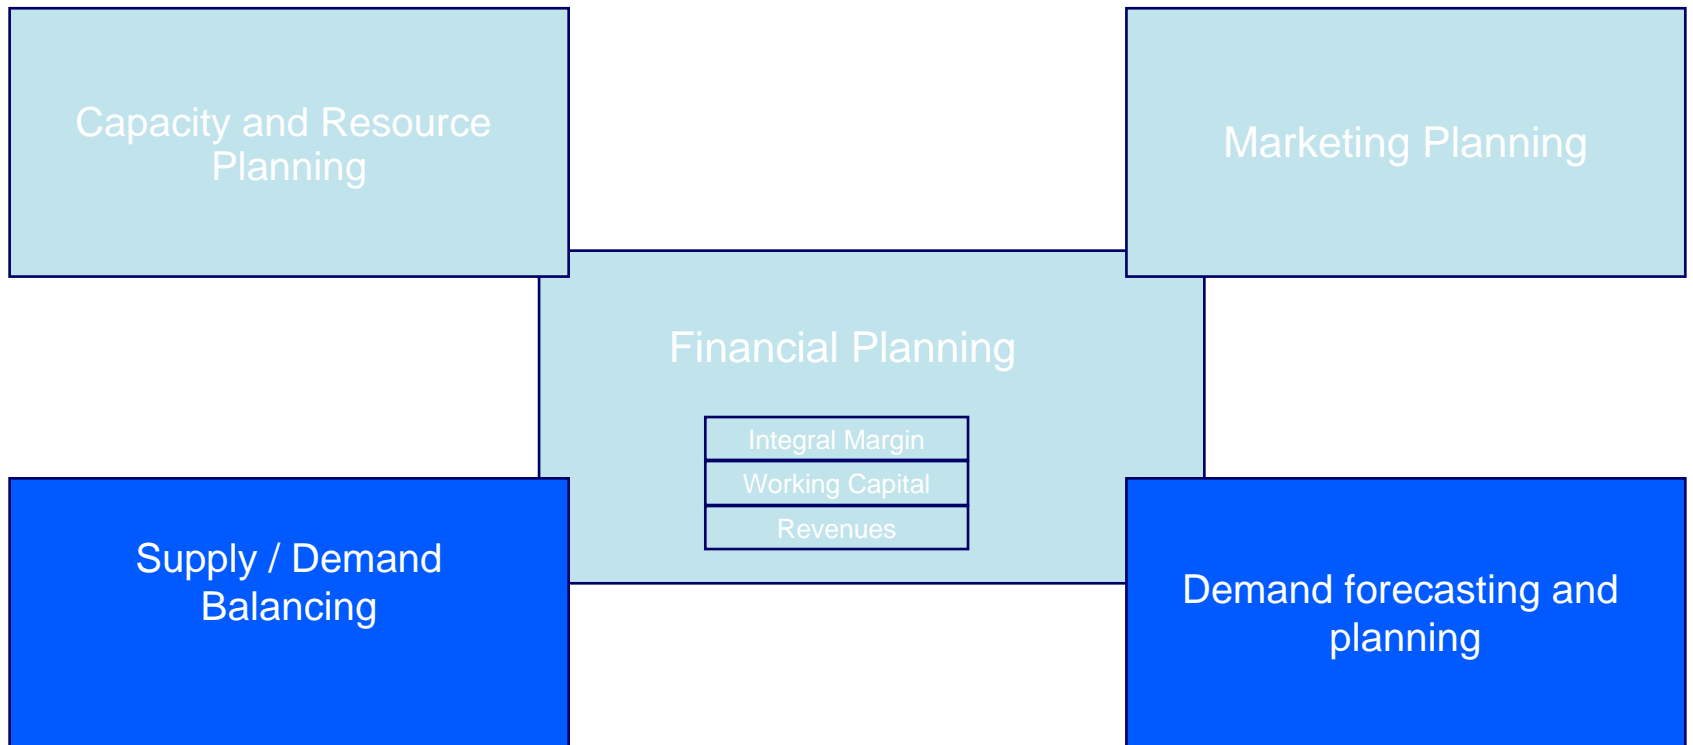 Capacity and Resource
Planning
Marketing Planning
Financial Planning
Integral Margin
Working Capital
Revenues
Supply / Demand
Balancing
Demand forecasting and
planning